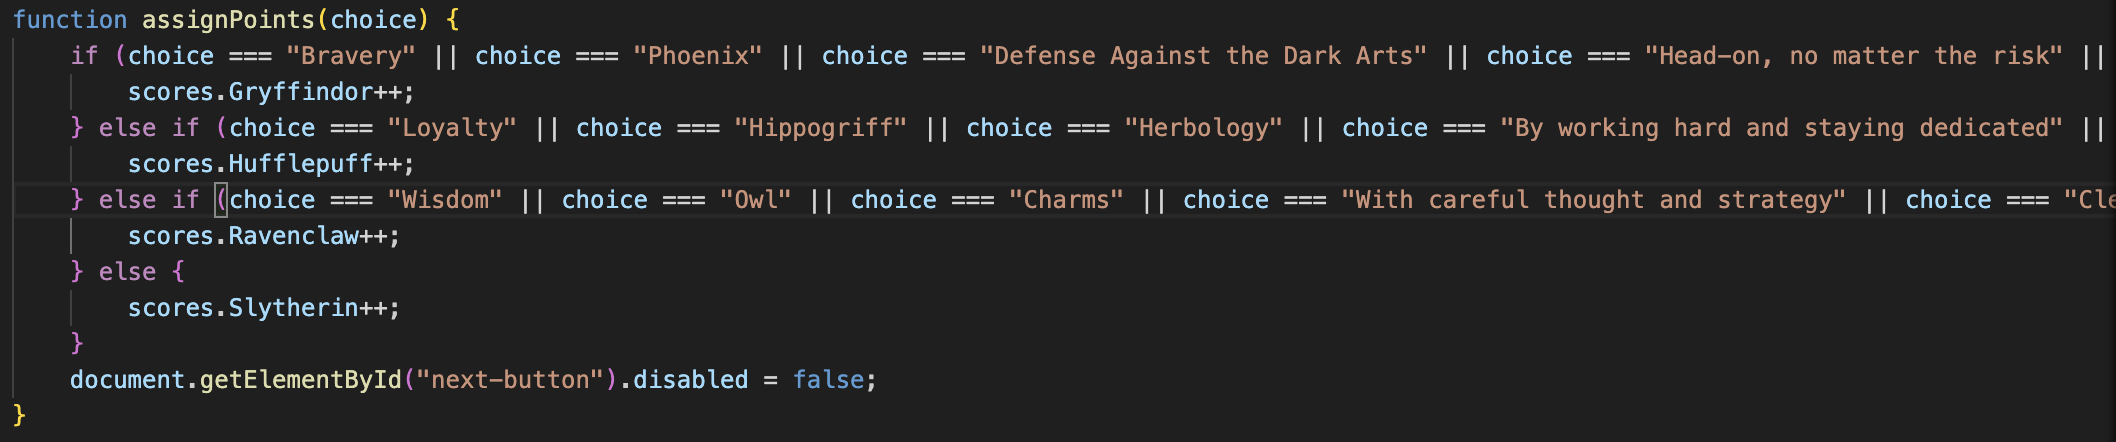 function assignPoints(choice) {
if (choice === "Bravery" || choice === "Phoenix" || choice === "Defense Against the Dark Arts" || choice === "Head-on, no matter the risk" ||
scores.Gryffindor++;
} else if (choice === "Loyalty" || choice === "Hippogriff" || choice === "Herbology" || choice === "By working hard and staying dedicated" ||
scores.Hufflepuff++;
} else if (choice === "Wisdom" || choice === "Owl" || choice === "Charms" || choice === "With careful thought and strategy" || choice === "Cle
scores.Ravenclaw++;
} else {
scores.Slytherin++;
}
document.getElementById("next-button").disabled = false;
}